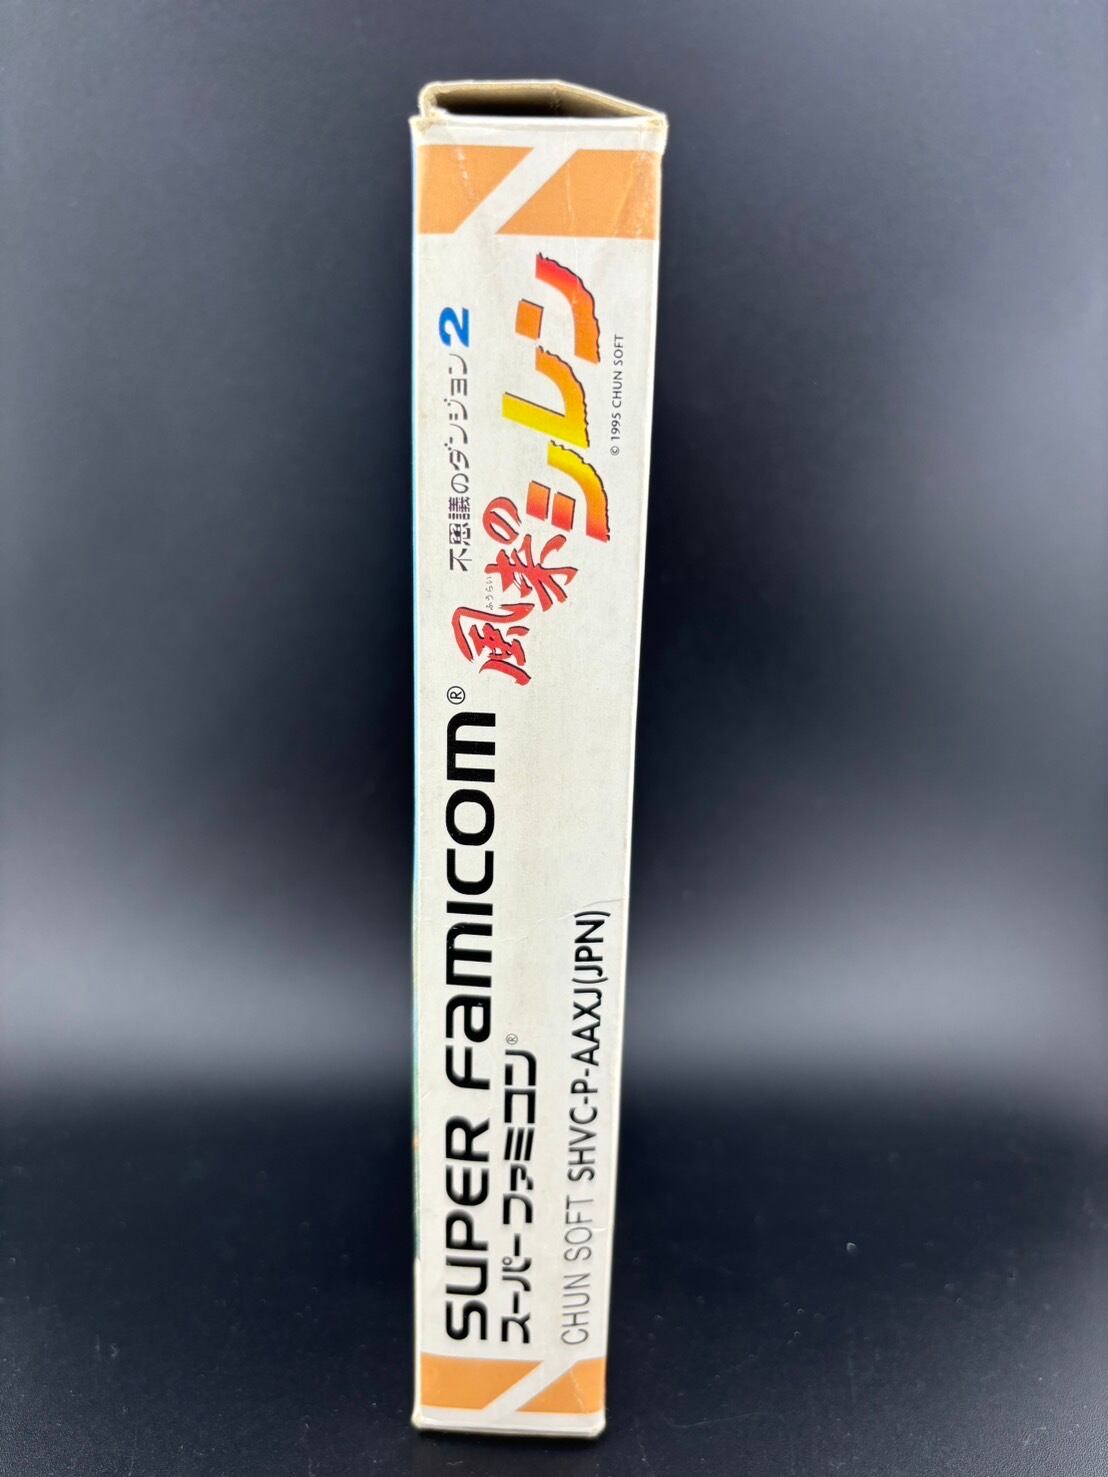 SUPER FAMICOM®
スーパーファミコン®
CHUN SOFT SHVC-P-AAXJ(JPN)
不思議のダンジョン2
ふうらい
風来のシレン
© 1995 CHUN SOFT